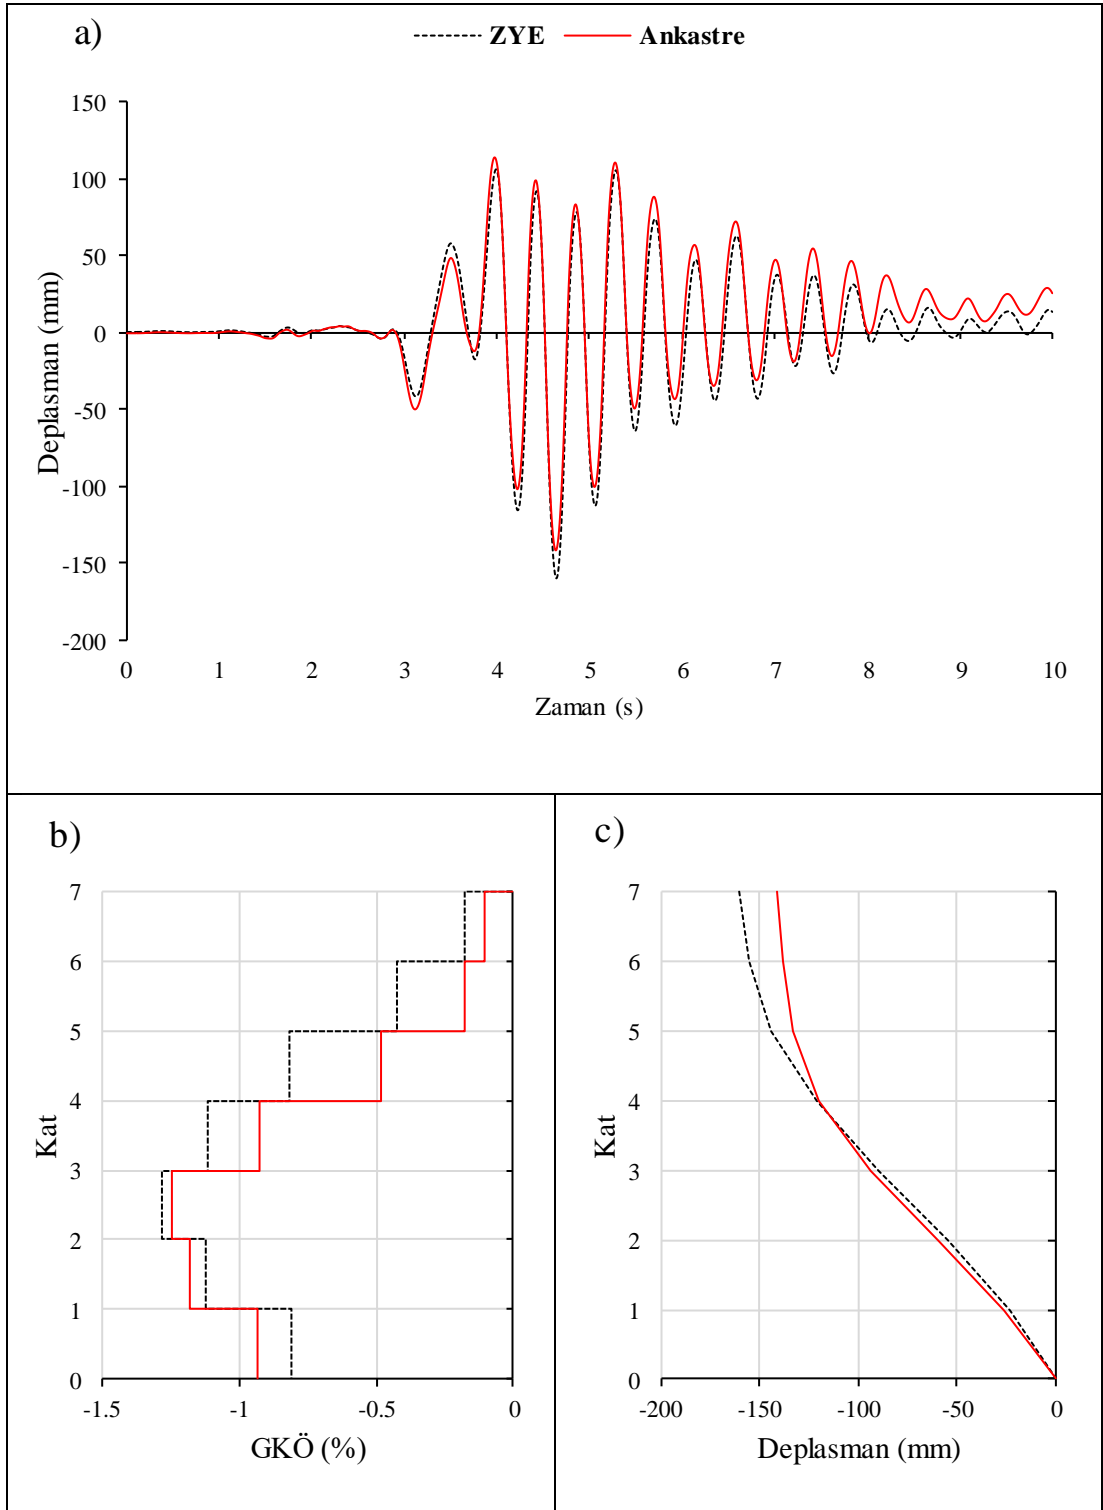 a)
ZYE Ankastre
150
100
50
0
-50
-100
-150
-200
Deplasman (mm)
0 1 2 3 4 5 6 7 8 9 10
Zaman (s)
b)
7
6
5
4
3
2
1
0
Kat
-1.5 -1 -0.5 0
GKÖ (%)
c)
7
6
5
4
3
2
1
0
Kat
-200 -150 -100 -50 0
Deplasman (mm)